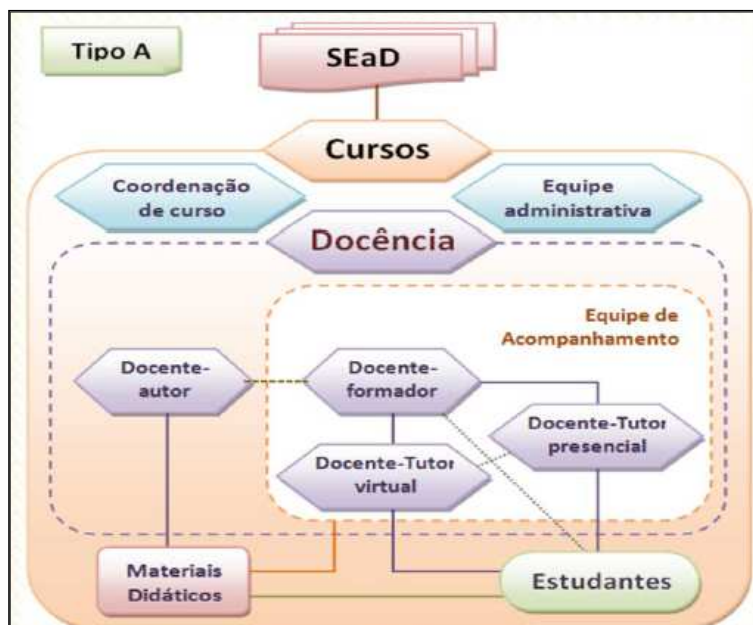 Tipo A
SEaD
Cursos
Coordenação
de curso
Equipe
administrativa
Docência
Equipe de
Acompanhamento
Docente-
autor
Docente-
formador
Docente-Tutor
presencial
Docente-Tutor
virtual
Materiais
Didáticos
Estudantes